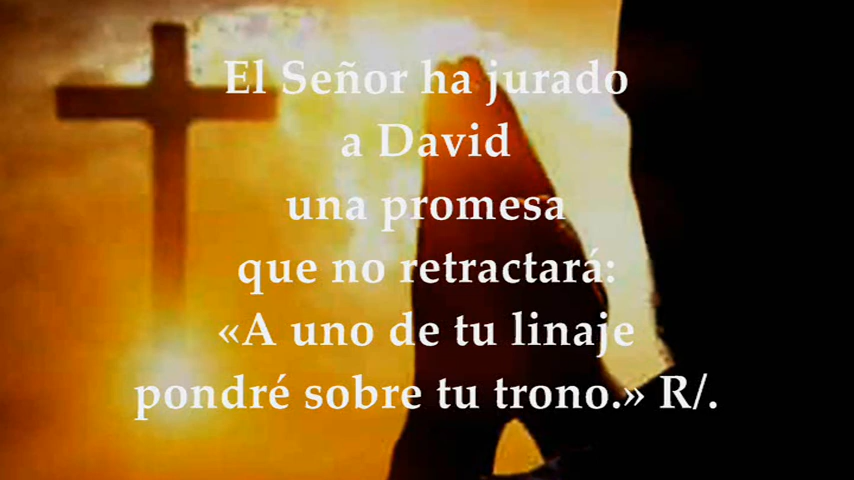 El Señor ha jurado
a David
una promesa
que no retractará:
«A uno de tu linaje
pondré sobre tu trono.» R/.